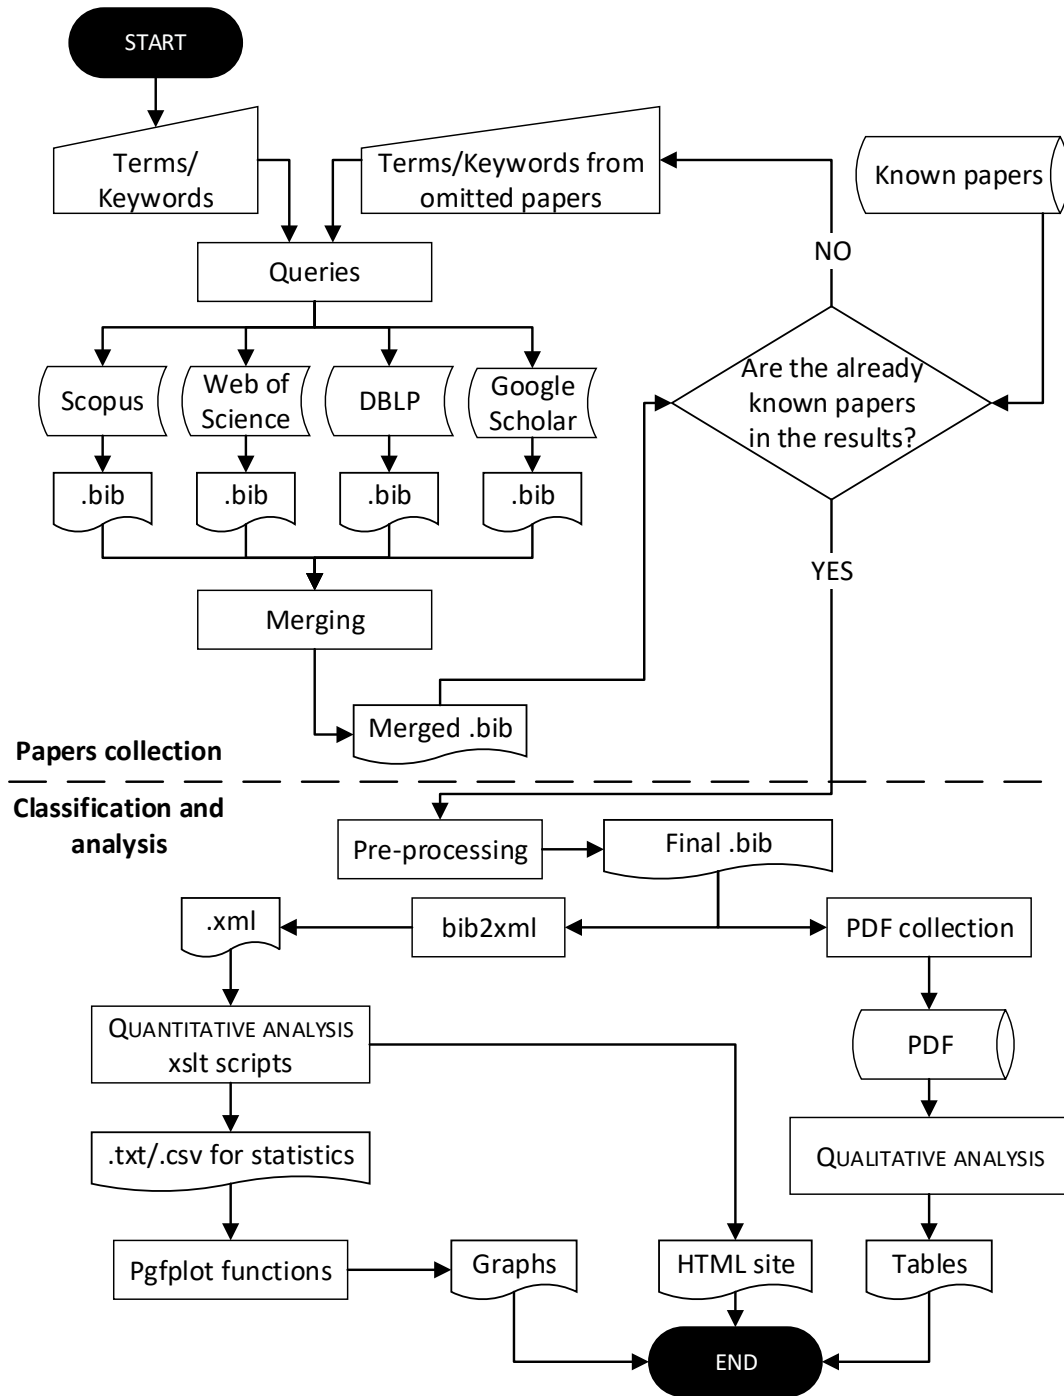 START
Terms/
Keywords
Terms/Keywords from
omitted papers
Known papers
NO
Queries
Are the already
known papers
in the results?
Scopus
Web of
Science
DBLP
Google
Scholar
.bib
.bib
.bib
.bib
YES
Merging
Merged .bib
Papers collection
Classification and
analysis
Pre-processing
Final .bib
.xml
bib2xml
PDF collection
QUANTITATIVE ANALYSIS
xslt scripts
PDF
.txt/.csv for statistics
QUALITATIVE ANALYSIS
Pgfplot functions
Graphs
HTML site
Tables
END